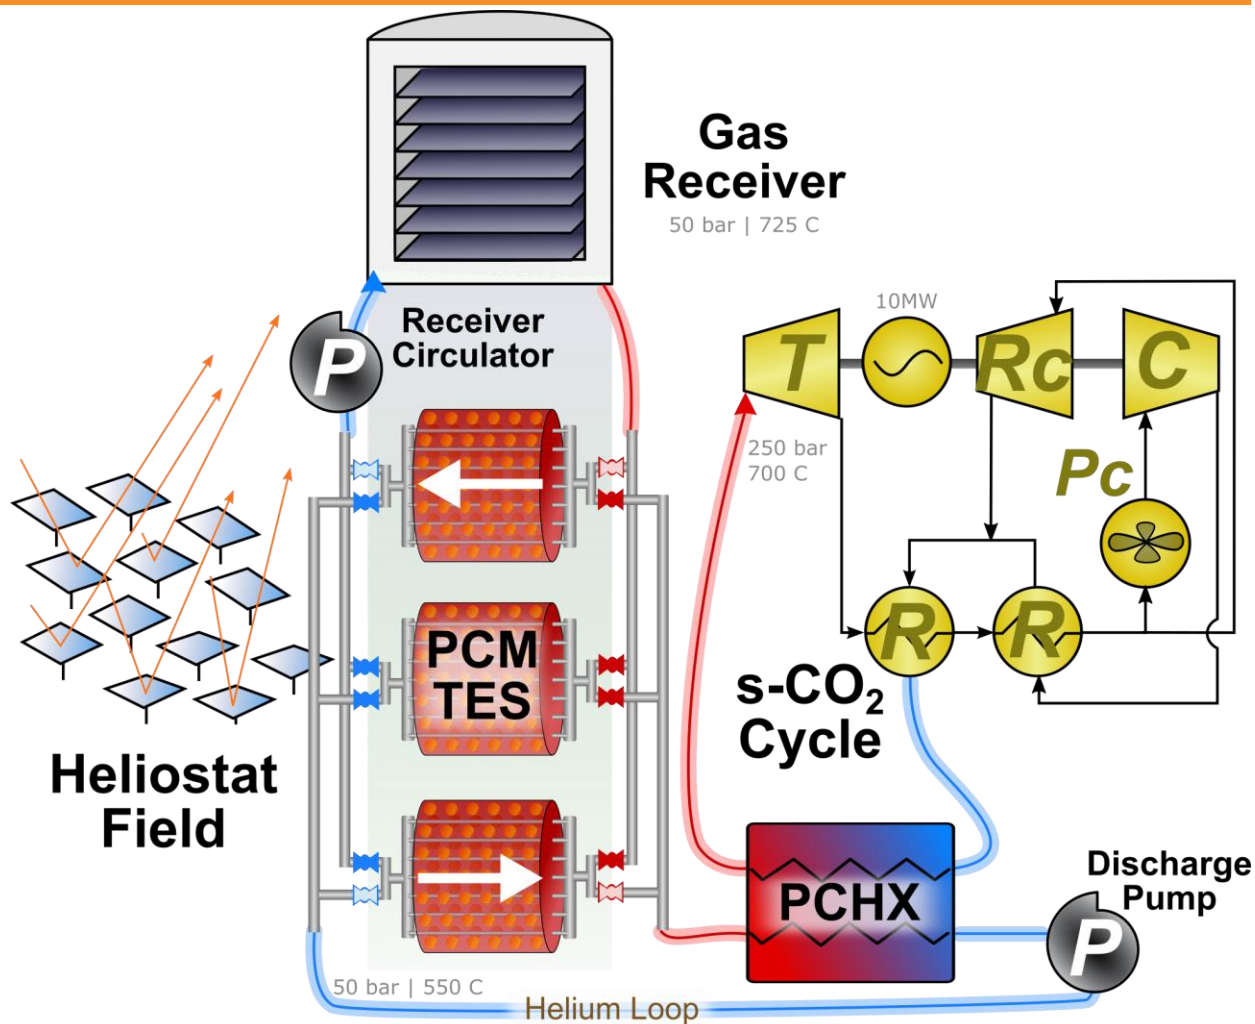 Gas
Receiver
50 bar | 725 C
Receiver
Circulator
P
10MW
T
Rc
C
250 bar
700 C
Pc
PCM
TES
R
R
s-CO₂
Cycle
Heliostat
Field
PCHX
Discharge
Pump
P
50 bar | 550 C
Helium Loop